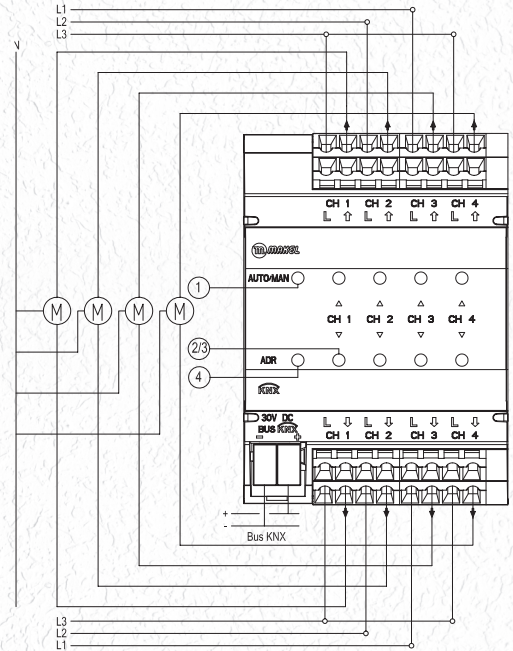 L1
L2
L3
N
CH 1 CH 2 CH 3 CH 4
L ⇧ L ⇧ L ⇧ L ⇧
m.MAKEL
1
AUTO/MAN
M M M M
CH 1 CH 2 CH 3 CH 4
2/3
ADR
4
KNX
30V DC
BUS KNX
- +
L ⇩ L ⇩ L ⇩ L ⇩
CH 1 CH 2 CH 3 CH 4
+
-
Bus KNX
L3
L2
L1